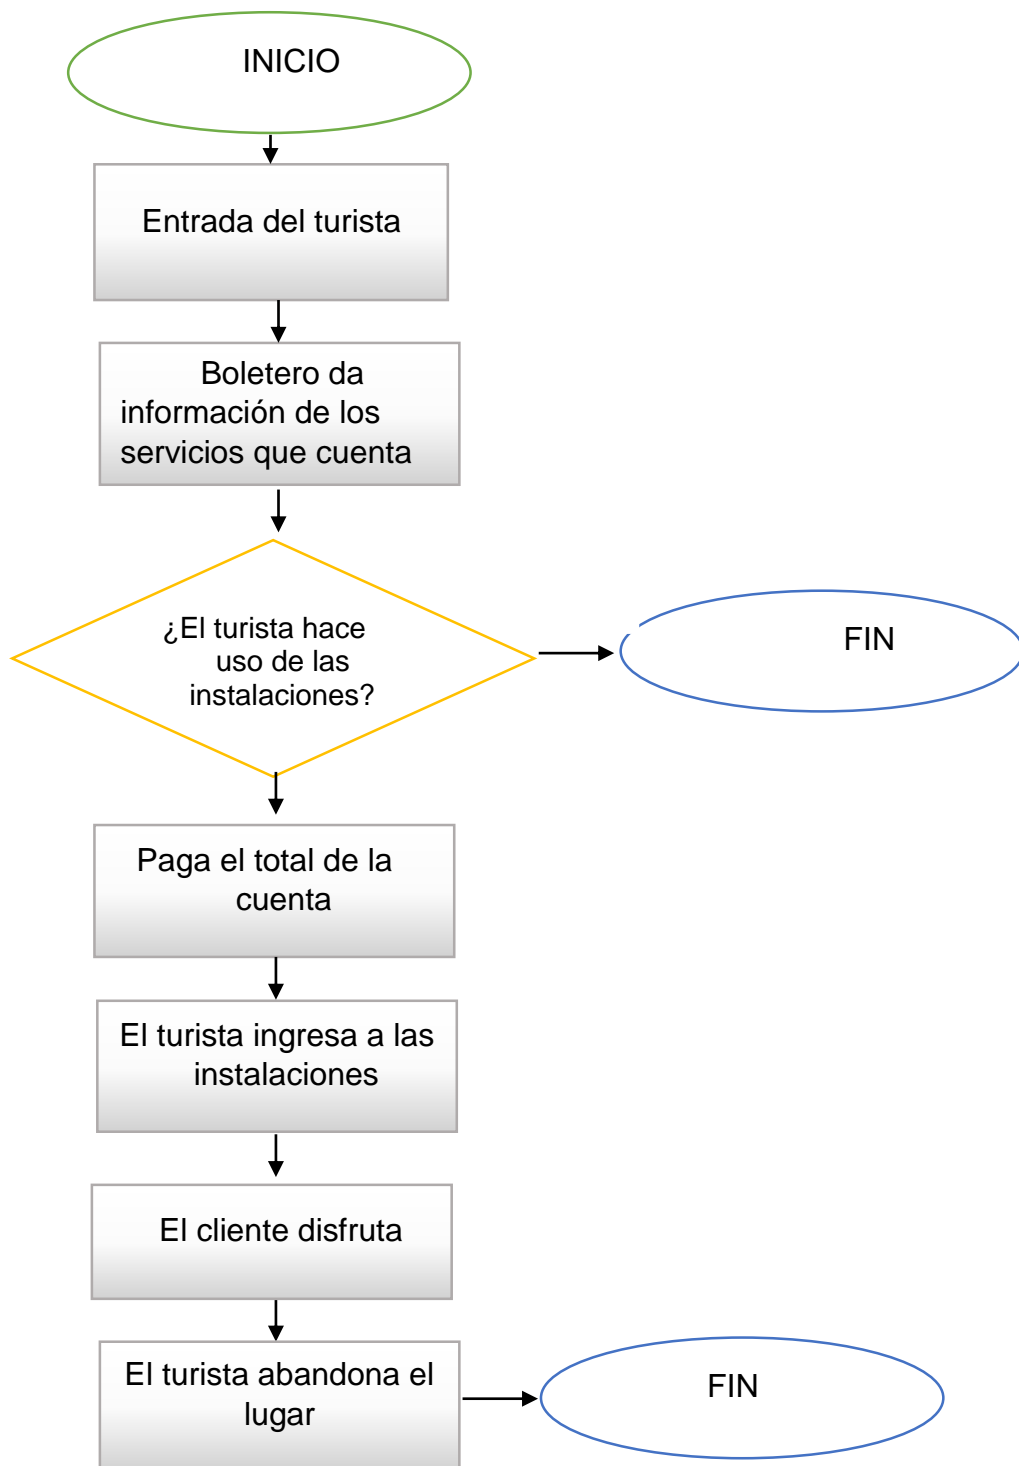 INICIO
Entrada del turista
Boletero da
información de los
servicios que cuenta
¿El turista hace
uso de las
instalaciones?
FIN
Paga el total de la
cuenta
El turista ingresa a las
instalaciones
El cliente disfruta
El turista abandona el
lugar
FIN